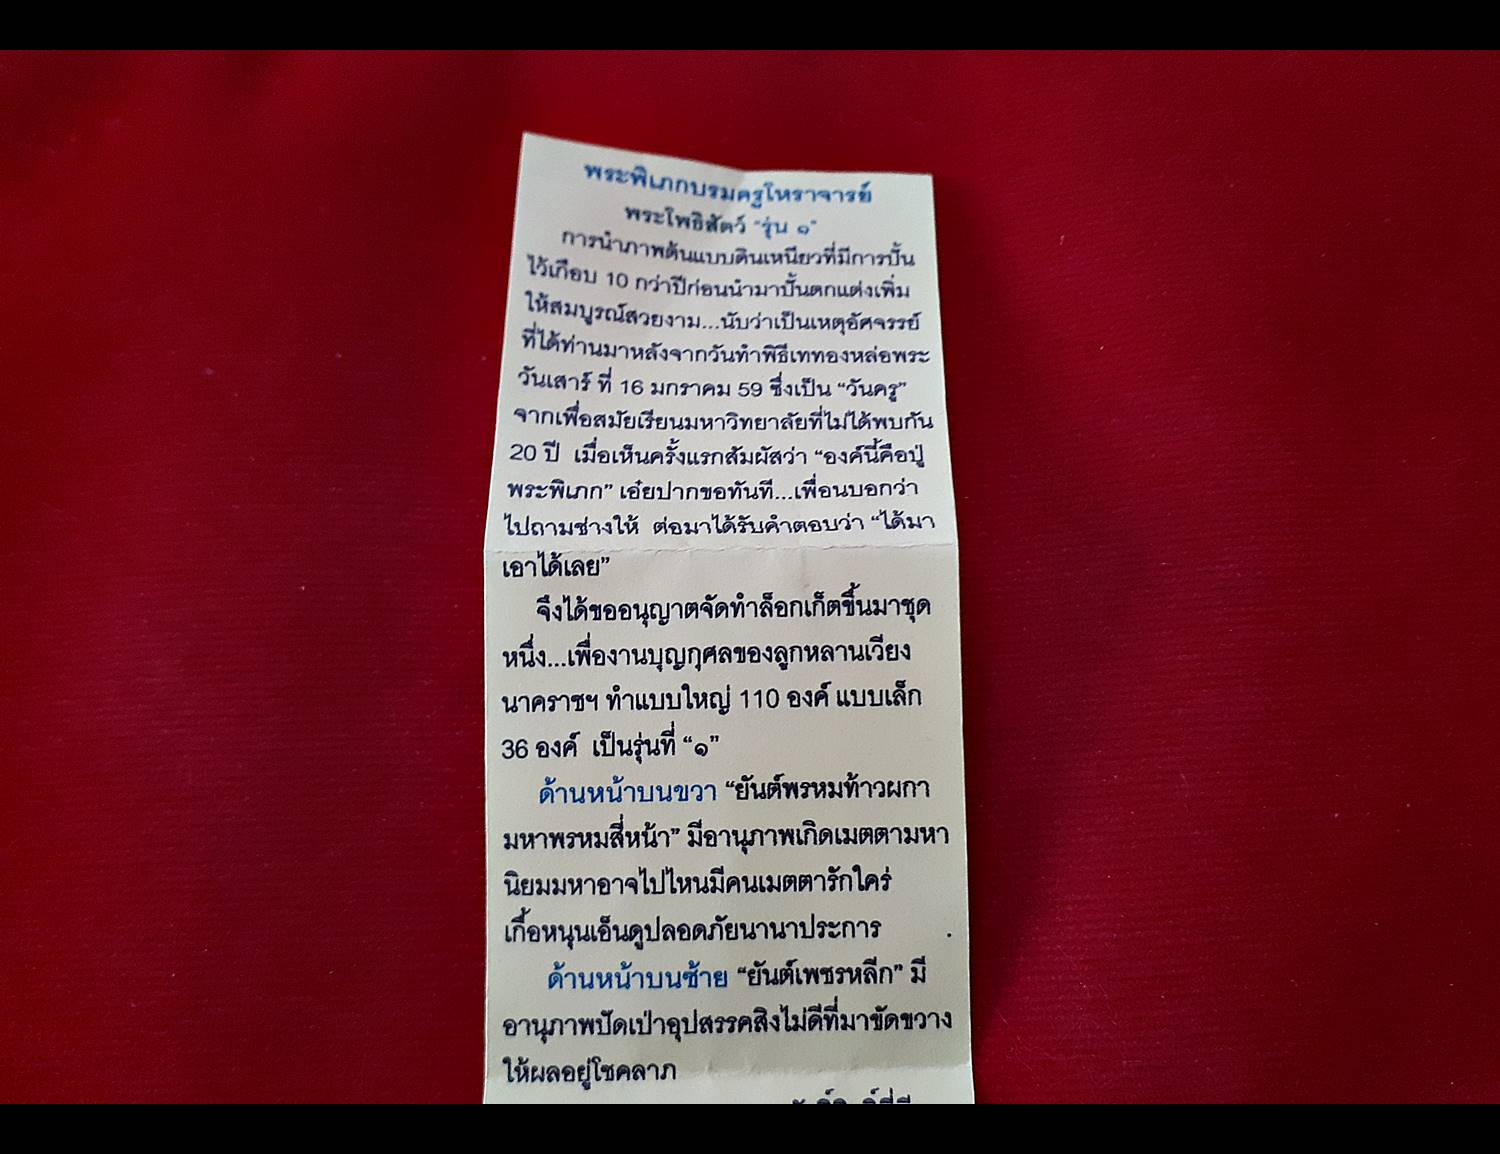 พระพิเภกบรมครูโหราจารย์
พระโพธิสัตว์ "รุ่น ๑"
การนำภาพต้นแบบดินเหนียวที่มีการปั้น
ไว้เกือบ 10 กว่าปีก่อนนำมาปั้นตกแต่งเพิ่ม
ให้สมบูรณ์สวยงาม...นับว่าเป็นเหตุอัศจรรย์
ที่ได้ท่านมาหลังจากวันทำพิธีเททองหล่อพระ
วันเสาร์ ที่ 16 มกราคม 59 ซึ่งเป็น “วันครู”
จากเพื่อสมัยเรียนมหาวิทยาลัยที่ไม่ได้พบกัน
20 ปี เมื่อเห็นครั้งแรกสัมผัสว่า “องค์นี้คือปู่
พระพิเภก” เอ๋ยปากขอทันที...เพื่อนบอกว่า
ไปถามช่างให้ ต่อมาได้รับคำตอบว่า “ได้มา
เอาได้เลย”
จึงได้ขออนุญาตจัดทำล็อกเก็ตขึ้นมาชุด
หนึ่ง...เพื่องานบุญกุศลของลูกหลานเวียง
นาคราชฯ ทำแบบใหญ่ 110 องค์ แบบเล็ก
36 องค์ เป็นรุ่นที่ “๑”
ด้านหน้าบนขวา “ยันต์พรหมท้าวผกา
มหาพรหมสี่หน้า” มีอานุภาพเกิดเมตตามหา
นิยมมหาอาจไปไหนมีคนเมตตารักใคร่
เกื้อหนุนเอ็นดูปลอดภัยนานาประการ
ด้านหน้าบนซ้าย “ยันต์เพชรหลีก” มี
อานุภาพปัดเป่าอุปสรรคสิงไม่ดีที่มาขัดขวาง
ให้ผลอยู่โชคลาภ